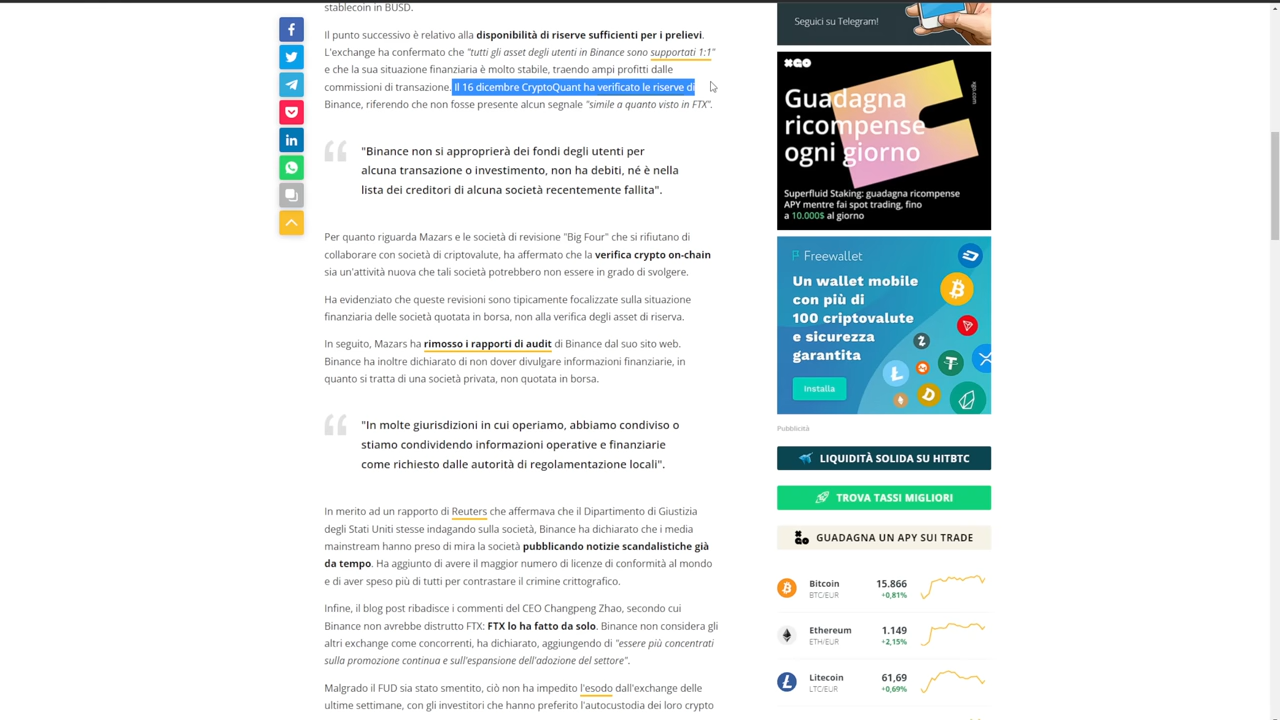 stablecoin in BUSD.
Il punto successivo è relativo alla disponibilità di riserve sufficienti per i prelievi.
L'exchange ha confermato che "tutti gli asset degli utenti in Binance sono supportati 1:1"
e che la sua situazione finanziaria è molto stabile, traendo ampi profitti dalle
commissioni di transazione. Il 16 dicembre CryptoQuant ha verificato le riserve di
Binance, riferendo che non fosse presente alcun segnale "simile a quanto visto in FTX".
"Binance non si approprierà dei fondi degli utenti per
alcuna transazione o investimento, non ha debiti, né è nella
lista dei creditori di alcuna società recentemente fallita".
Per quanto riguarda Mazars e le società di revisione "Big Four" che si rifiutano di
collaborare con società di criptovalute, ha affermato che la verifica crypto on-chain
sia un'attività nuova che tali società potrebbero non essere in grado di svolgere.
Ha evidenziato che queste revisioni sono tipicamente focalizzate sulla situazione
finanziaria delle società quotata in borsa, non alla verifica degli asset di riserva.
In seguito, Mazars ha rimosso i rapporti di audit di Binance dal suo sito web.
Binance ha inoltre dichiarato di non dover divulgare informazioni finanziarie, in
quanto si tratta di una società privata, non quotata in borsa.
"In molte giurisdizioni in cui operiamo, abbiamo condiviso o
stiamo condividendo informazioni operative e finanziarie
come richiesto dalle autorità di regolamentazione locali".
In merito ad un rapporto di Reuters che affermava che il Dipartimento di Giustizia
degli Stati Uniti stesse indagando sulla società, Binance ha dichiarato che i media
mainstream hanno preso di mira la società pubblicando notizie scandalistiche già
da tempo. Ha aggiunto di avere il maggior numero di licenze di conformità al mondo
e di aver speso più di tutti per contrastare il crimine crittografico.
Infine, il blog post ribadisce i commenti del CEO Changpeng Zhao, secondo cui
Binance non avrebbe distrutto FTX: FTX lo ha fatto da solo. Binance non considera gli
altri exchange come concorrenti, ha dichiarato, aggiungendo di "essere più concentrati
sulla promozione continua e sull'espansione dell'adozione del settore".
Malgrado il FUD sia stato smentito, ciò non ha impedito l'esodo dall'exchange delle
ultime settimane, con gli investitori che hanno preferito l'autocustodia dei loro crypto
Seguici su Telegram!
xgo.com
Guadagna
ricompense
ogni giorno
Superfluid Staking: guadagna ricompense
APY mentre fai spot trading, fino
a 10.000$ al giorno
Freewallet
Un wallet mobile
con più di
100 criptovalute
e sicurezza
garantita
Installa
Pubblicità
LIQUIDITÀ SOLIDA SU HITBTC
TROVA TASSI MIGLIORI
GUADAGNA UN APY SUI TRADE
Bitcoin 15.866
BTC/EUR +0,81%
Ethereum 1.149
ETH/EUR +2,15%
Litecoin 61,69
LTC/EUR +0,69%